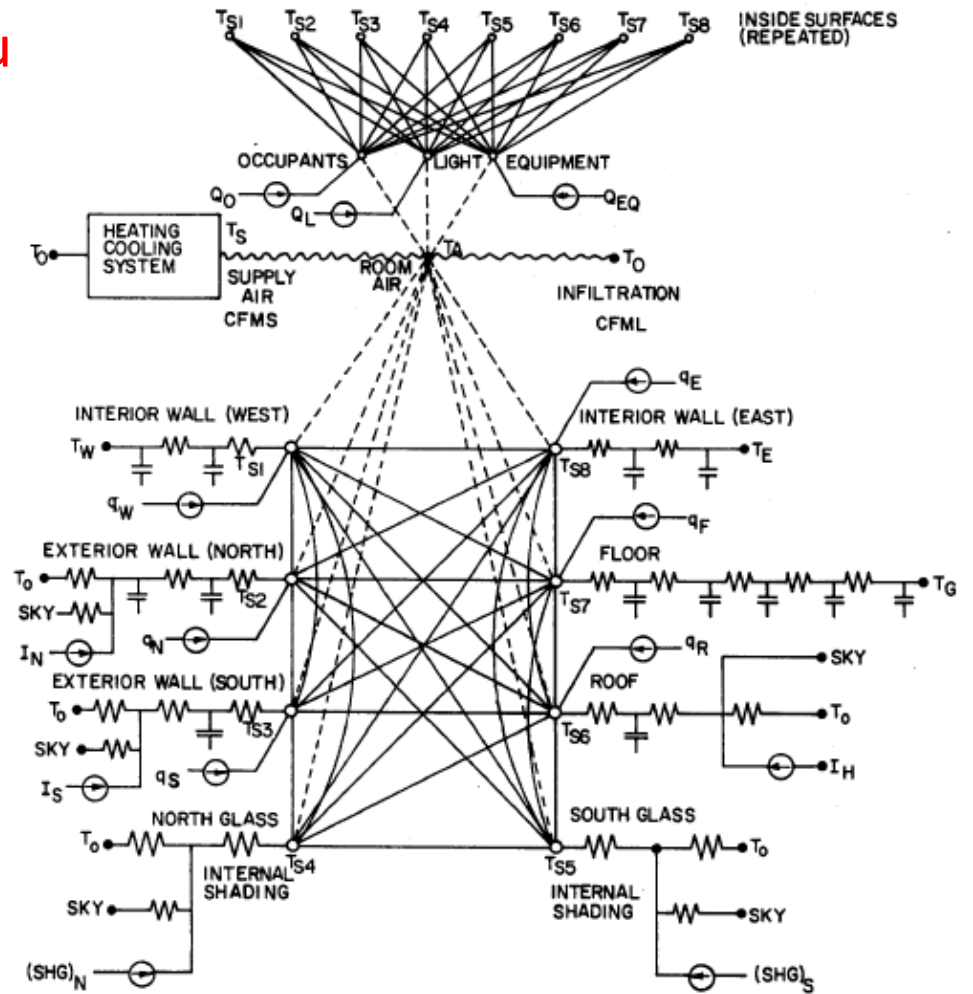 TS1 TS2 TS3 TS4 TS5 TS6 TS7 TS8 INSIDE SURFACES
(REPEATED)
u
OCCUPANTS LIGHT EQUIPMENT
QO QL QEQ
TO HEATING COOLING SYSTEM TS TA TO
SUPPLY AIR CFMS
ROOM AIR
INFILTRATION CFML
qE
INTERIOR WALL (WEST) INTERIOR WALL (EAST)
TW TS1 TS8 TE
qW qF
EXTERIOR WALL (NORTH) FLOOR
To TS2 TS7 TG
SKY
IN qN qR
EXTERIOR WALL (SOUTH) ROOF SKY
To TS3 TS6 To
SKY
IS qS IH
NORTH GLASS SOUTH GLASS
To TS4 TS5 To
INTERNAL SHADING INTERNAL SHADING
SKY SKY
(SHG)N (SHG)S